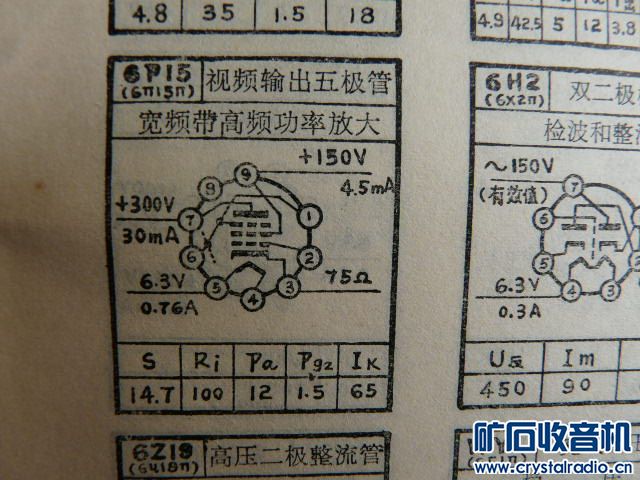 4.8 35 1.5 18
4.9 42.5 5 12 3.8
6P15 (6П15П) 视频输出五极管
宽频带高频功率放大
+150V
4.5mA
+300V
30mA
6.3V
0.76A
75Ω
9
8
7
6
5
4
3
2
1
S Ri Pa Pg2 IK
14.7 100 12 1.5 65
6H2 (6X2П) 双二极
检波和整
~150V
(有效值)
7
6
5
4
3
6.3V
0.3A
U反 Im
450 90
6Z19 高压二极整流管
矿石收音机
www.crystalradio.cn